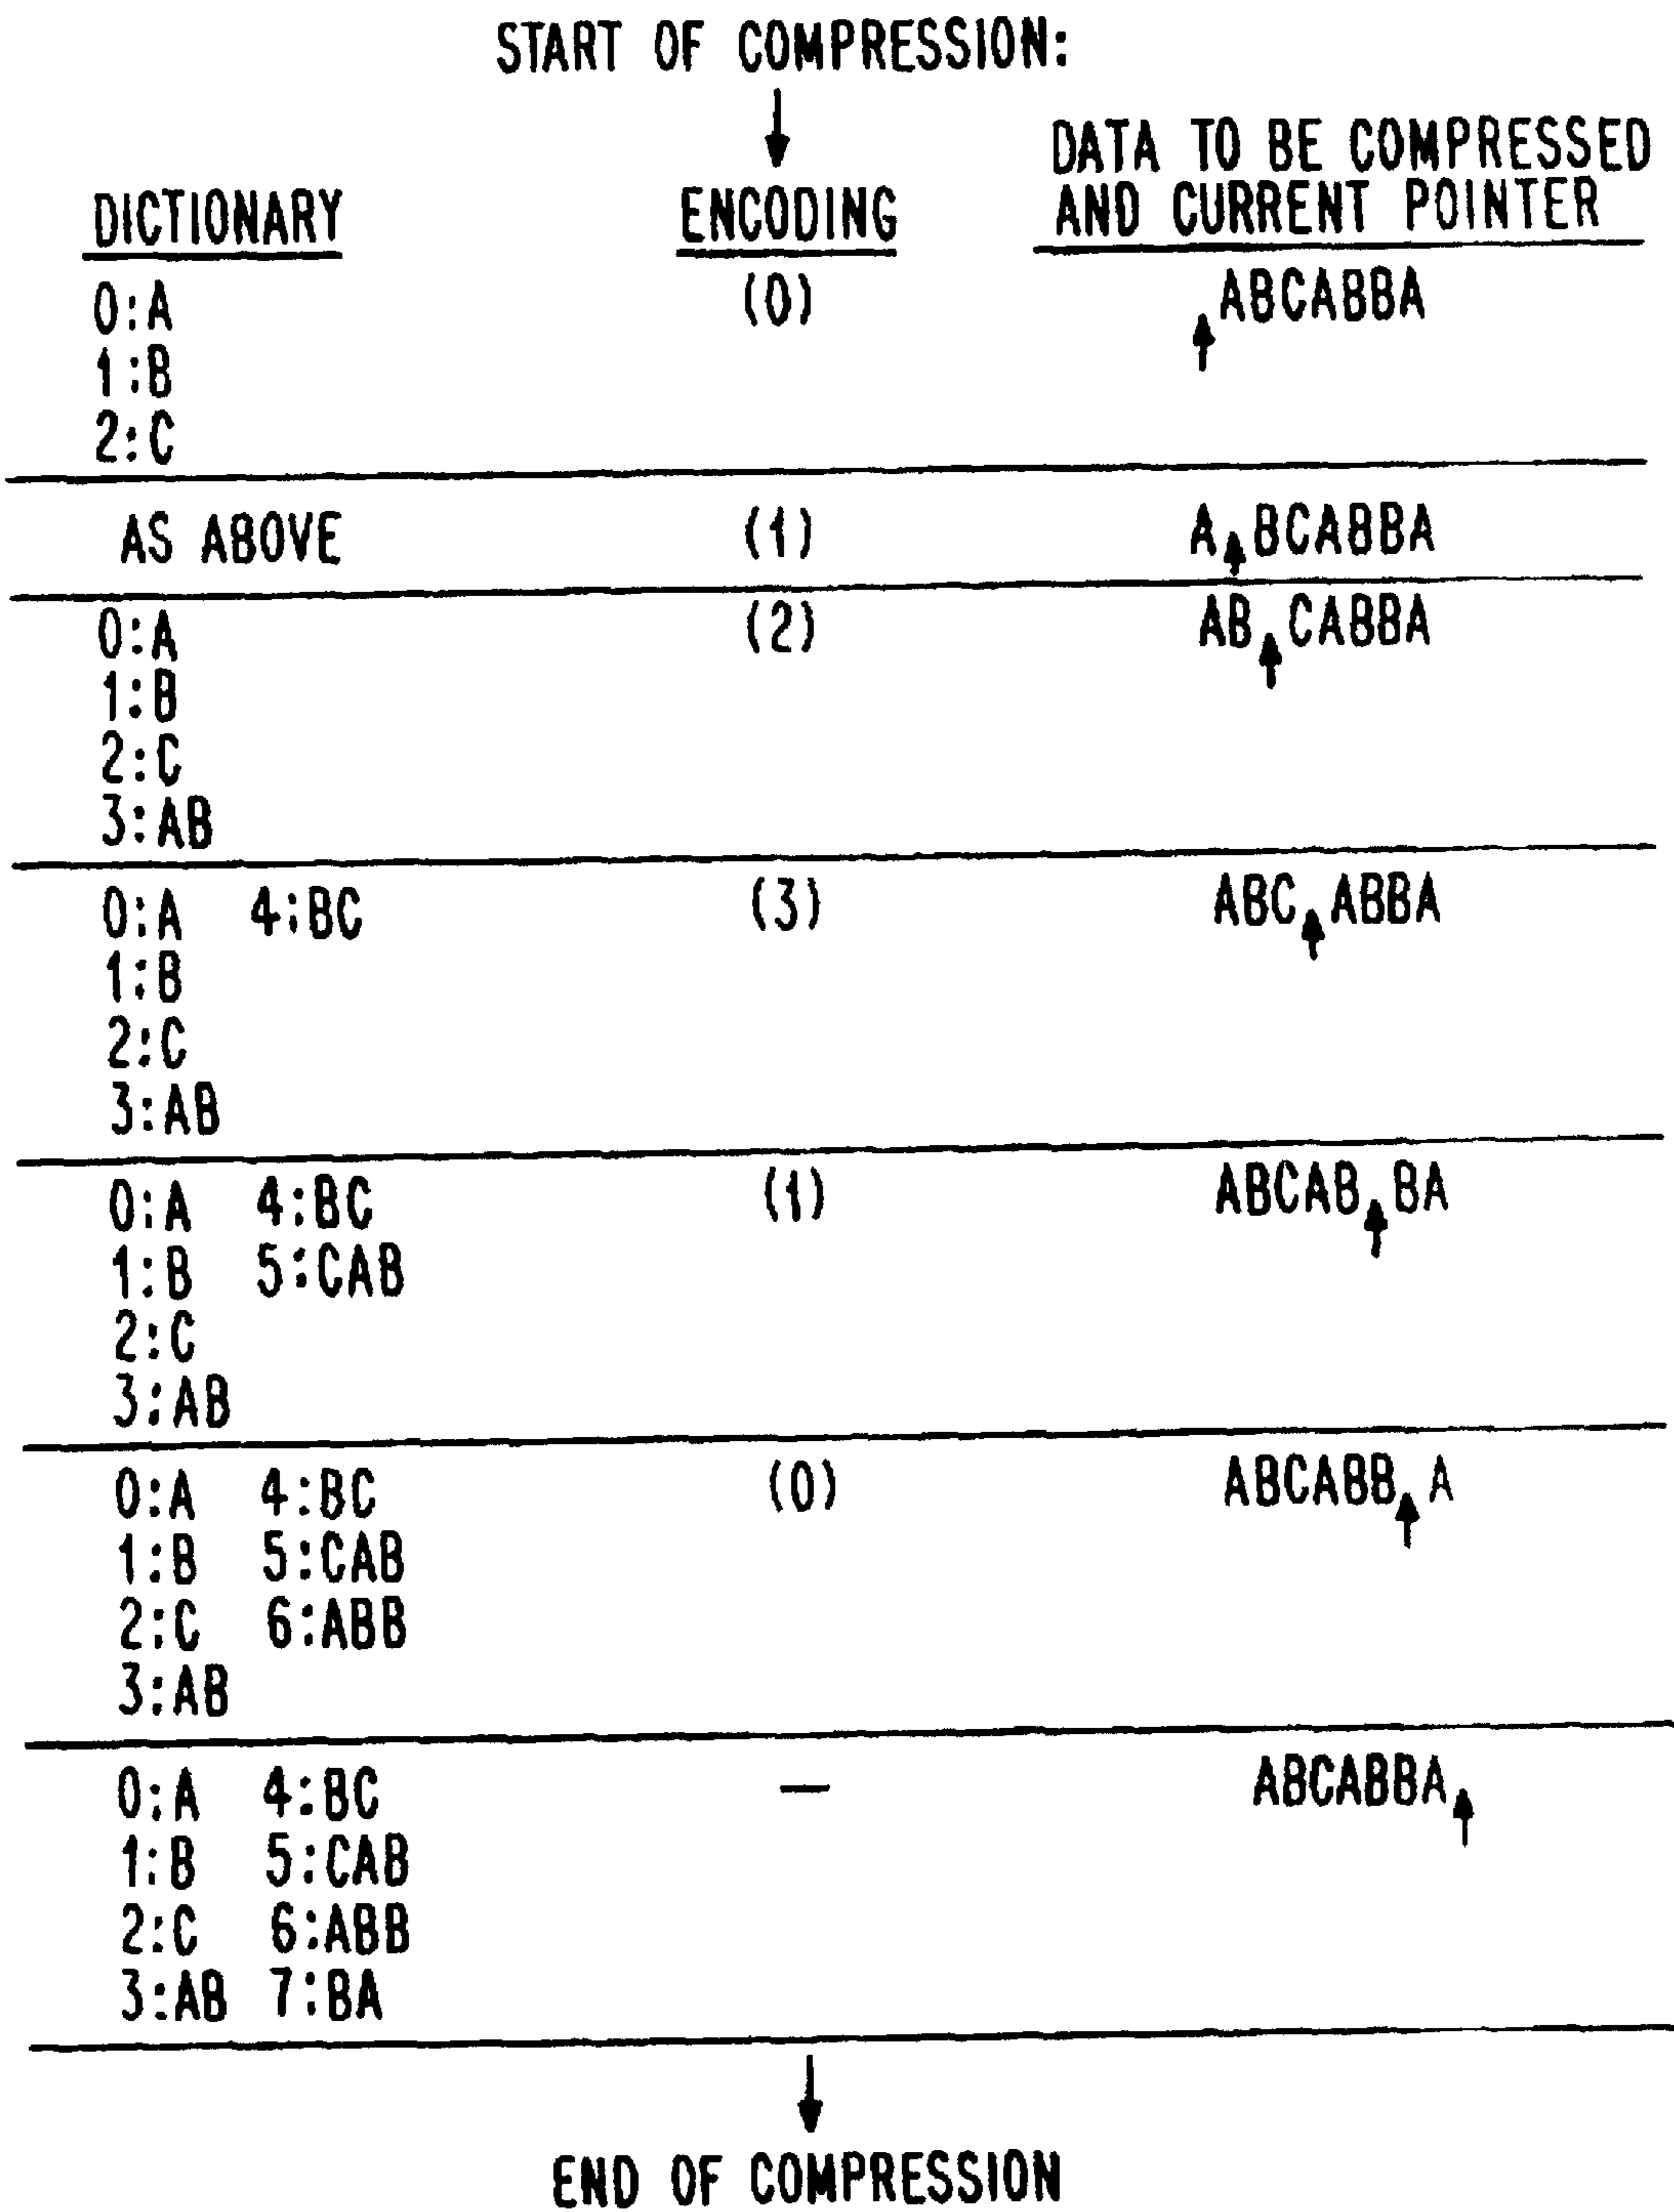 START OF COMPRESSION:
DICTIONARY ENCODING DATA TO BE COMPRESSED
AND CURRENT POINTER
0:A (0) ABCABBA
1:B
2:C
AS ABOVE (1) A BCABBA
0:A (2) AB CABBA
1:B
2:C
3:AB
0:A 4:BC (3) ABC ABBA
1:B
2:C
3:AB
0:A 4:BC (1) ABCAB BA
1:B 5:CAB
2:C
3:AB
0:A 4:BC (0) ABCABB A
1:B 5:CAB
2:C 6:ABB
3:AB
0:A 4:BC — ABCABBA
1:B 5:CAB
2:C 6:ABB
3:AB 7:BA
END OF COMPRESSION